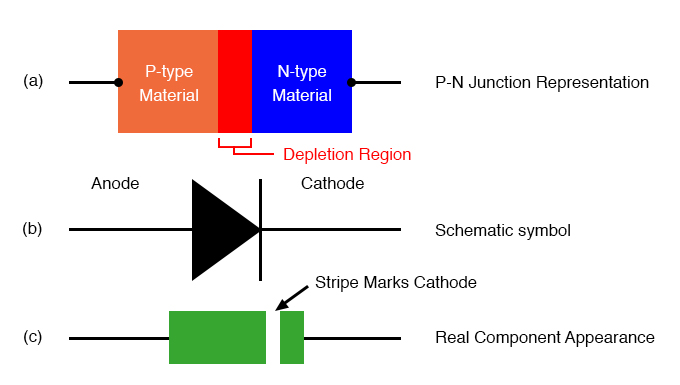 (a)
P-type
Material
N-type
Material
P-N Junction Representation
Depletion Region
Anode
Cathode
(b)
Schematic symbol
Stripe Marks Cathode
(c)
Real Component Appearance